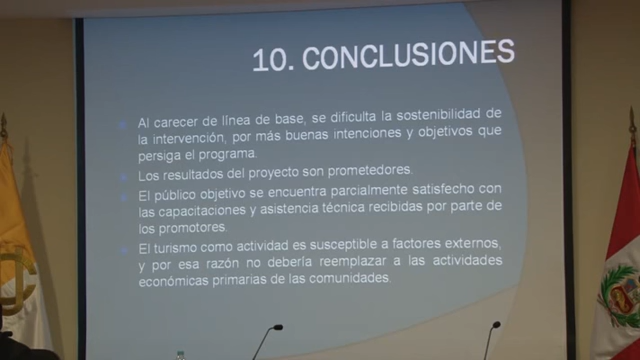 10. CONCLUSIONES
Al carecer de línea de base, se dificulta la sostenibilidad de
la intervención, por más buenas intenciones y objetivos que
persiga el programa.
Los resultados del proyecto son prometedores.
El público objetivo se encuentra parcialmente satisfecho con
las capacitaciones y asistencia técnica recibidas por parte de
los promotores.
El turismo como actividad es susceptible a factores externos,
y por esa razón no debería reemplazar a las actividades
económicas primarias de las comunidades.